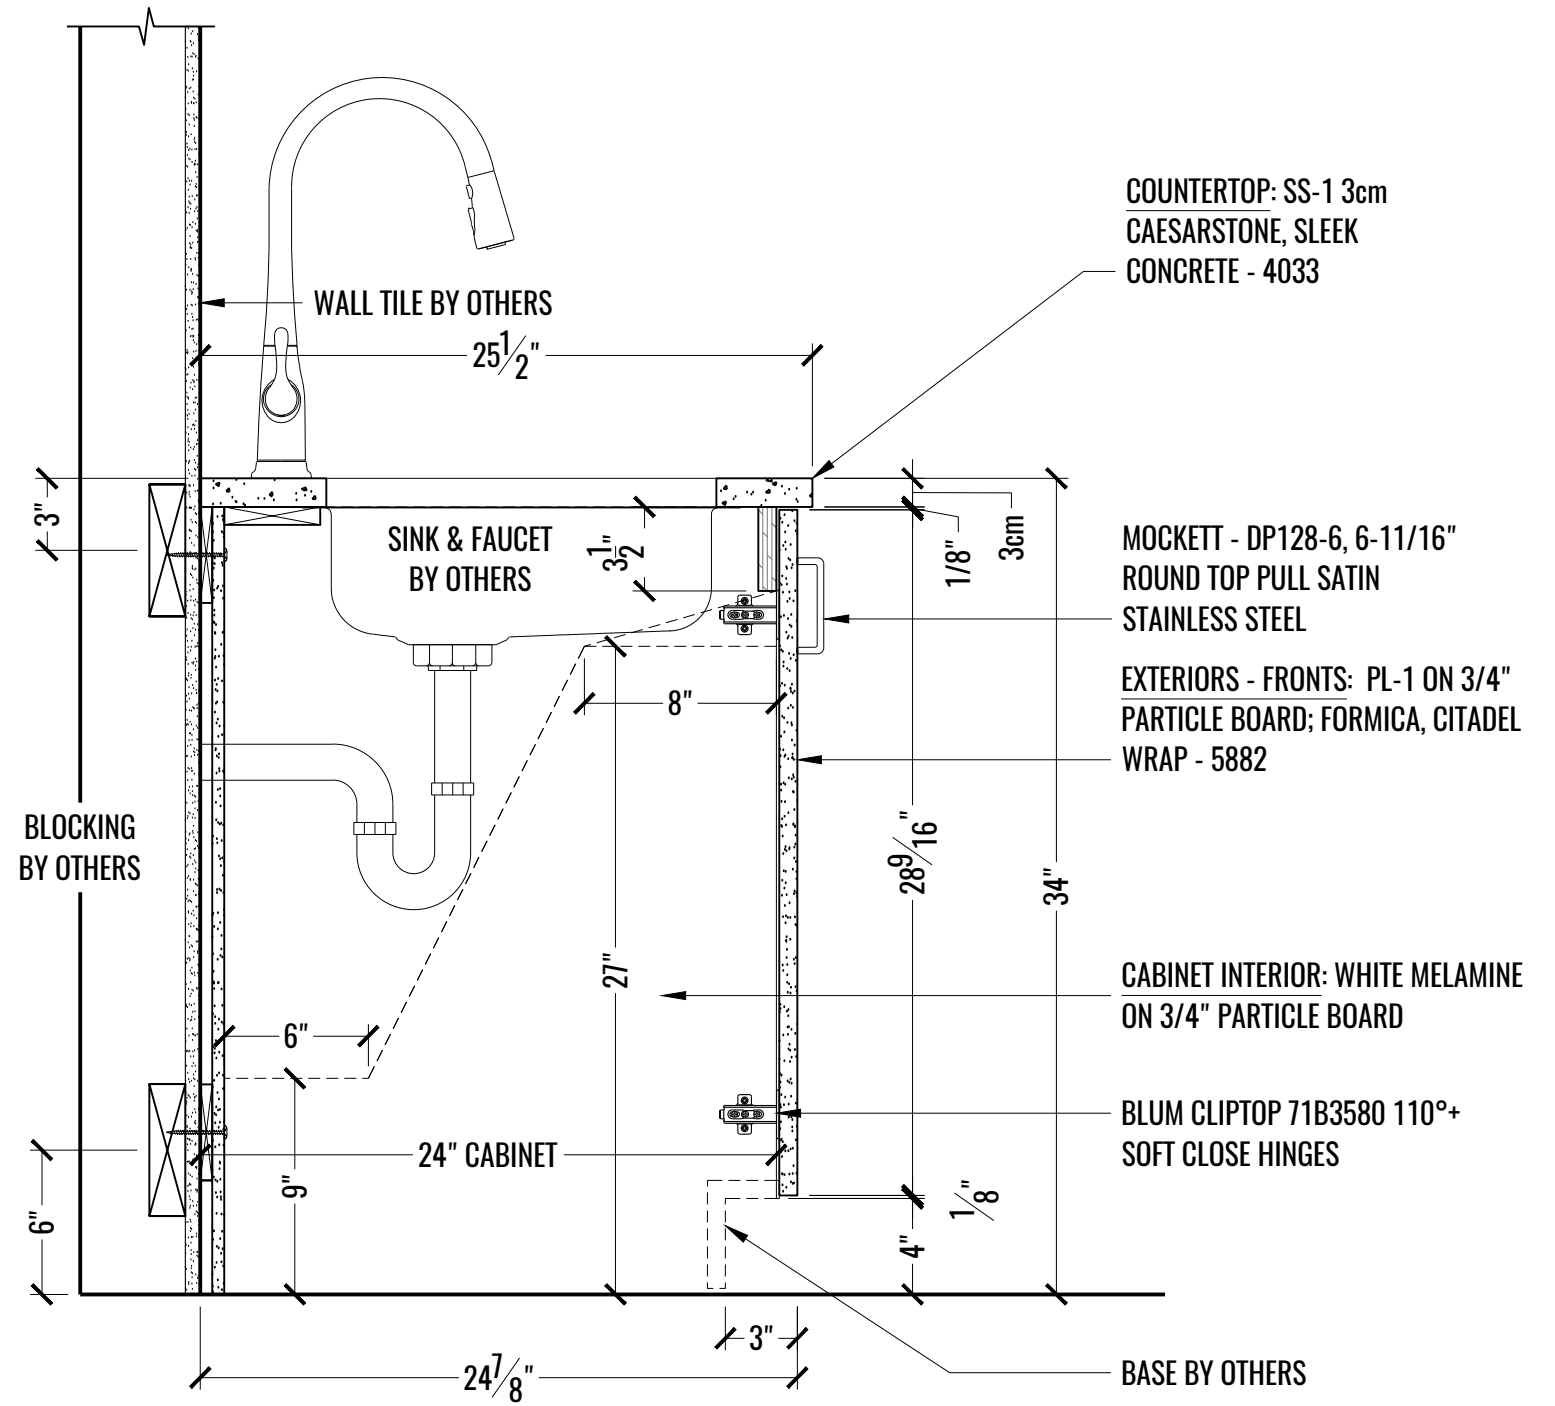 COUNTERTOP: SS-1 3cm
CAESARSTONE, SLEEK
CONCRETE - 4033
WALL TILE BY OTHERS
25 1/2"
3"
SINK & FAUCET
BY OTHERS
3 1/2"
1/8"
3cm
MOCKETT - DP128-6, 6-11/16"
ROUND TOP PULL SATIN
STAINLESS STEEL
EXTERIORS - FRONTS:  PL-1 ON 3/4"
PARTICLE BOARD; FORMICA, CITADEL
WRAP - 5882
8"
BLOCKING
BY OTHERS
28 9/16"
34"
27"
CABINET INTERIOR: WHITE MELAMINE
ON 3/4" PARTICLE BOARD
6"
BLUM CLIPTOP 71B3580 110°+
SOFT CLOSE HINGES
24" CABINET
9"
6"
1/8"
4"
3"
24 7/8"
BASE BY OTHERS